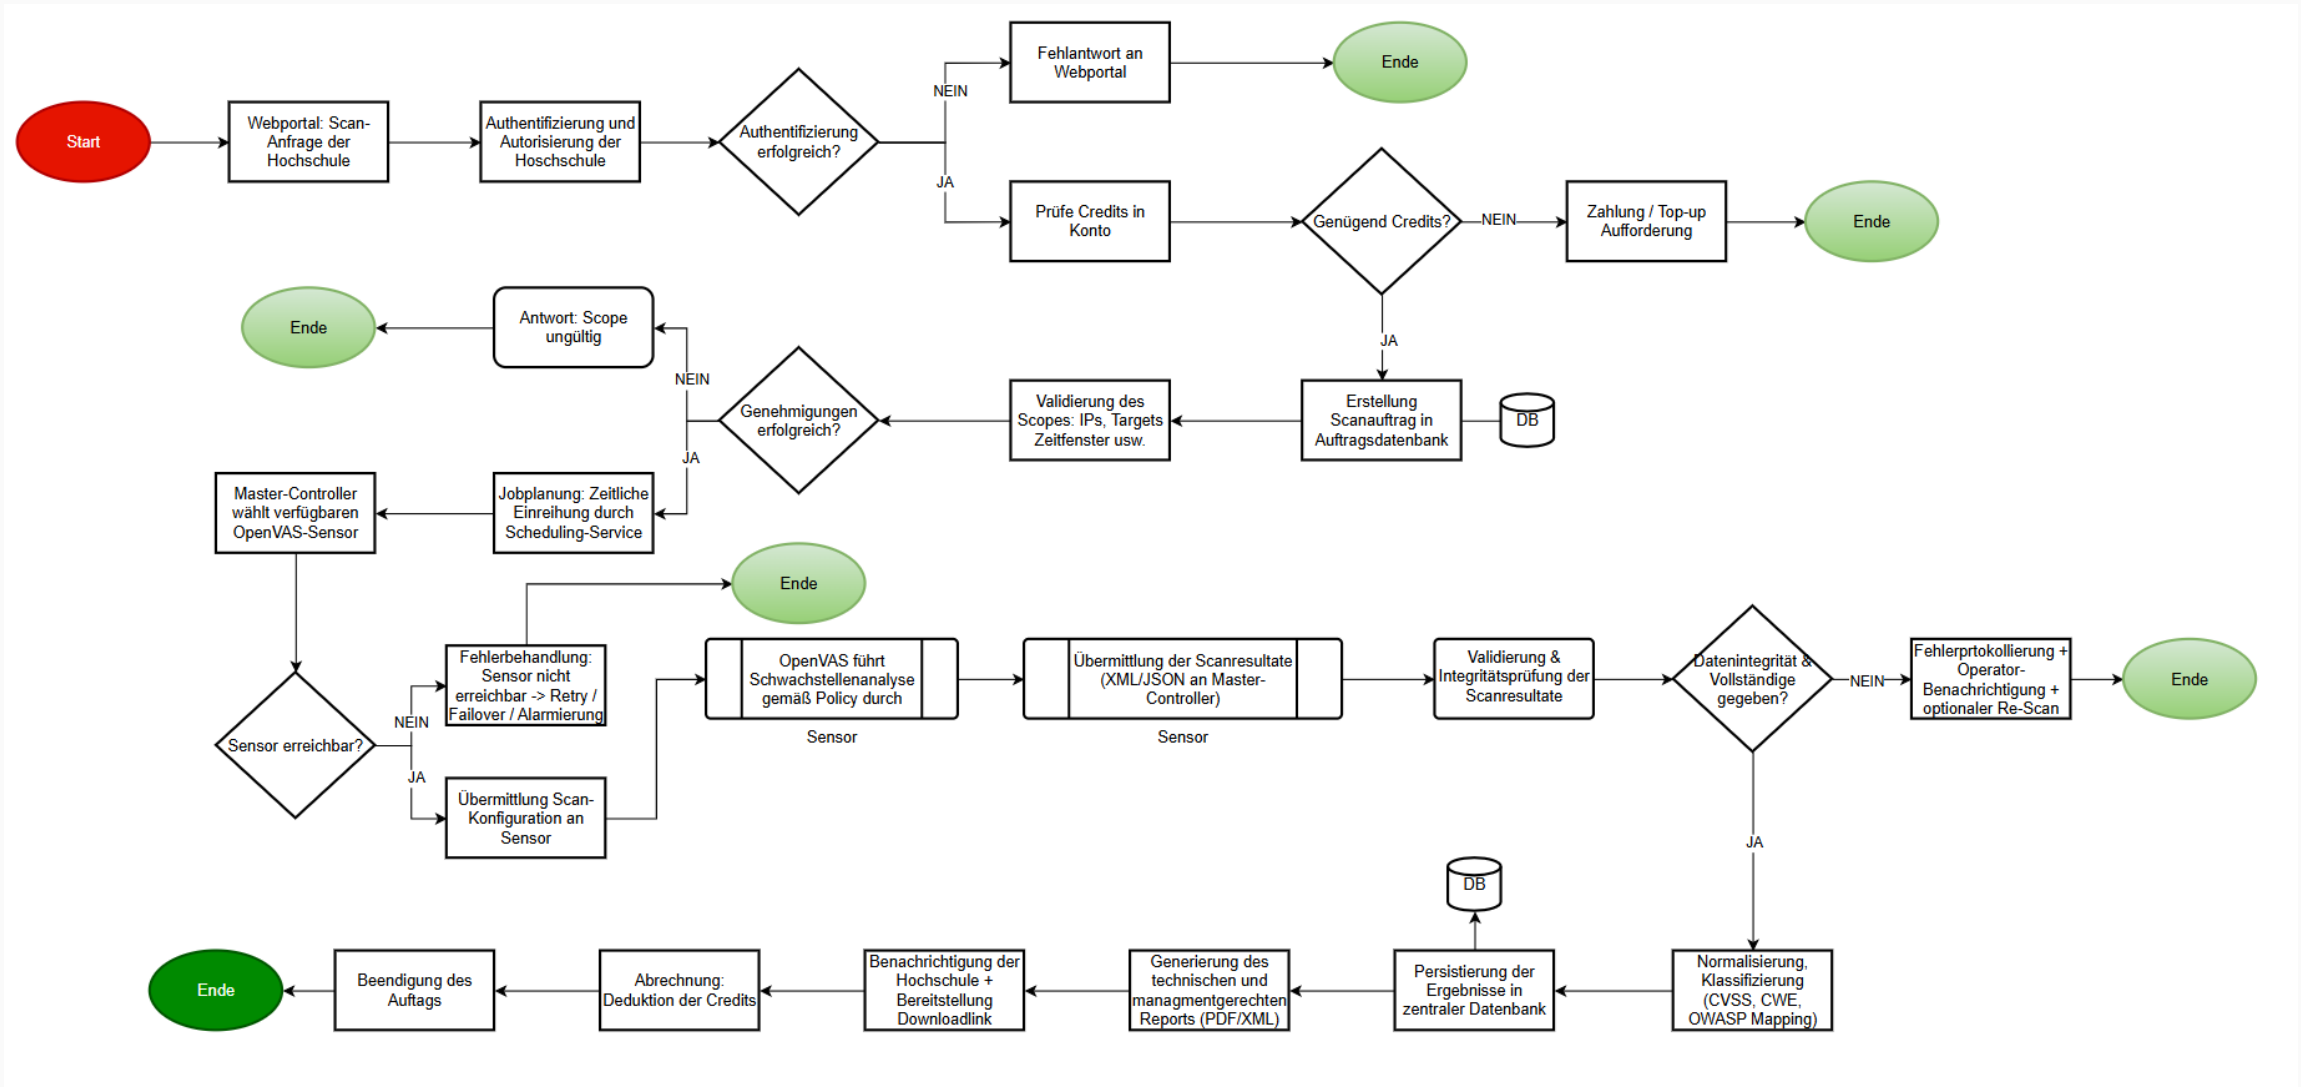 Start
Webportal: Scan-
Anfrage der
Hochschule
Authentifizierung und
Autorisierung der
Hoschschule
Authentifizierung
erfolgreich?
NEIN
Fehlantwort an
Webportal
Ende
JA
Prüfe Credits in
Konto
Genügend Credits?
NEIN
Zahlung / Top-up
Aufforderung
Ende
JA
Erstellung
Scanauftrag in
Auftragsdatenbank
DB
Validierung des
Scopes: IPs, Targets
Zeitfenster usw.
Genehmigungen
erfolgreich?
NEIN
Antwort: Scope
ungültig
Ende
JA
Jobplanung: Zeitliche
Einreihung durch
Scheduling-Service
Master-Controller
wählt verfügbaren
OpenVAS-Sensor
Sensor erreichbar?
NEIN
Fehlerbehandlung:
Sensor nicht
erreichbar -> Retry /
Failover / Alarmierung
Ende
JA
Übermittlung Scan-
Konfiguration an
Sensor
OpenVAS führt
Schwachstellenanalyse
gemäß Policy durch
Sensor
Übermittlung der Scanresultate
(XML/JSON an Master-
Controller)
Sensor
Validierung &
Integritätsprüfung der
Scanresultate
Datenintegrität &
Vollständige
gegeben?
NEIN
Fehlerprtokollierung +
Operator-
Benachrichtigung +
optionaler Re-Scan
Ende
JA
Normalisierung,
Klassifizierung
(CVSS, CWE,
OWASP Mapping)
Persistierung der
Ergebnisse in
zentraler Datenbank
DB
Generierung des
technischen und
managmentgerechten
Reports (PDF/XML)
Benachrichtigung der
Hochschule +
Bereitstellung
Downloadlink
Abrechnung:
Deduktion der Credits
Beendigung des
Auftags
Ende